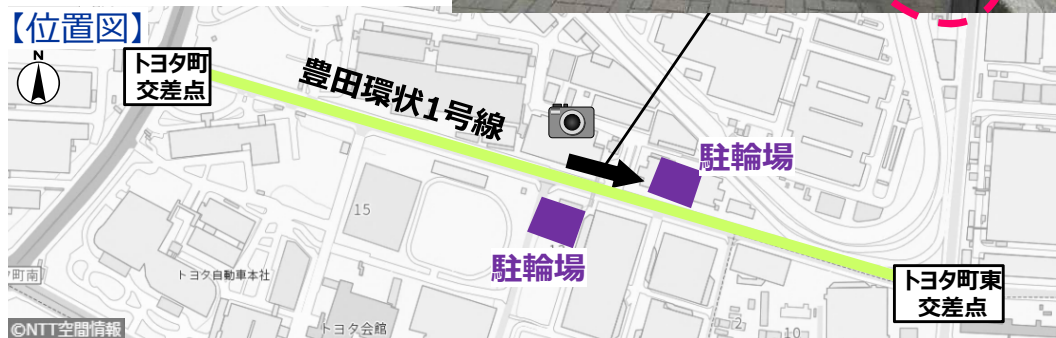 【位置図】
N
トヨタ町
交差点
豊田環状1号線
駐輪場
15
駐輪場
トヨタ自動車本社
町南
トヨタ会館
トヨタ町東
交差点
2
10
©NTT空間情報